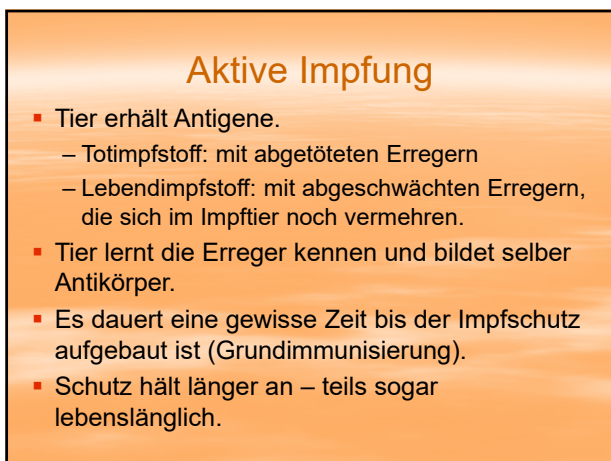 Aktive Impfung
▪ Tier erhält Antigene.
– Totimpfstoff: mit abgetöteten Erregern
– Lebendimpfstoff: mit abgeschwächten Erregern,
die sich im Impftier noch vermehren.
▪ Tier lernt die Erreger kennen und bildet selber
Antikörper.
▪ Es dauert eine gewisse Zeit bis der Impfschutz
aufgebaut ist (Grundimmunisierung).
▪ Schutz hält länger an – teils sogar
lebenslänglich.